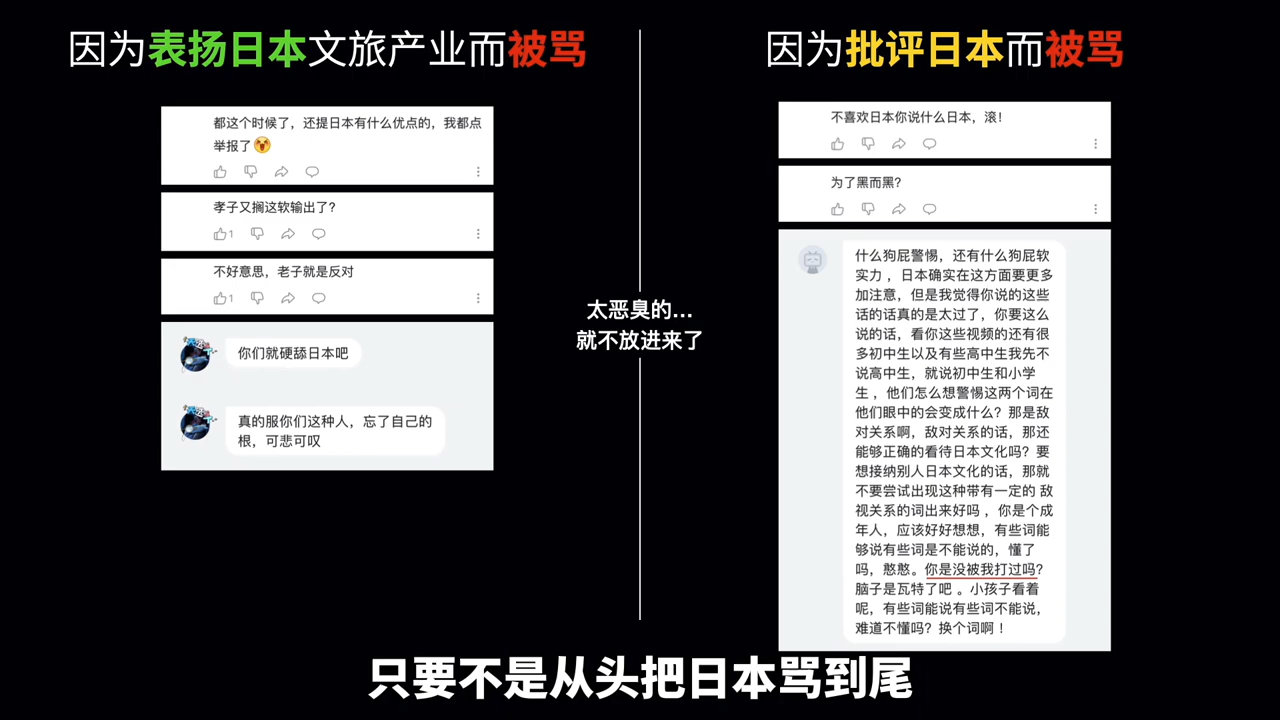 因为表扬日本文旅产业而被骂
都这个时候了，还提日本有什么优点的，我都点
举报了
孝子又搁这软输出了？
1
不好意思，老子就是反对
1
你们就硬舔日本吧
真的服你们这种人，忘了自己的
根，可悲可叹
太恶臭的...
就不放进来了
因为批评日本而被骂
不喜欢日本你说什么日本，滚！
为了黑而黑？
什么狗屁警惕，还有什么狗屁软
实力 ，日本确实在这方面要更多
加注意，但是我觉得你说的这些
话的话真的是太过了，你要这么
说的话，看你这些视频的还有很
多初中生以及有些高中生我先不
说高中生，就说初中生和小学
生 ，他们怎么想警惕这两个词在
他们眼中的会变成什么？那是敌
对关系啊，敌对关系的话，那还
能够正确的看待日本文化吗？要
想接纳别人日本文化的话，那就
不要尝试出现这种带有一定的 敌
视关系的词出来好吗 ，你是个成
年人，应该好好想想，有些词能
够说有些词是不能说的，懂了
吗，憨憨。你是没被我打过吗？
脑子是瓦特了吧 。小孩子看着
呢，有些词能说有些词不能说，
难道不懂吗？换个词啊 ！
只要不是从头把日本骂到尾